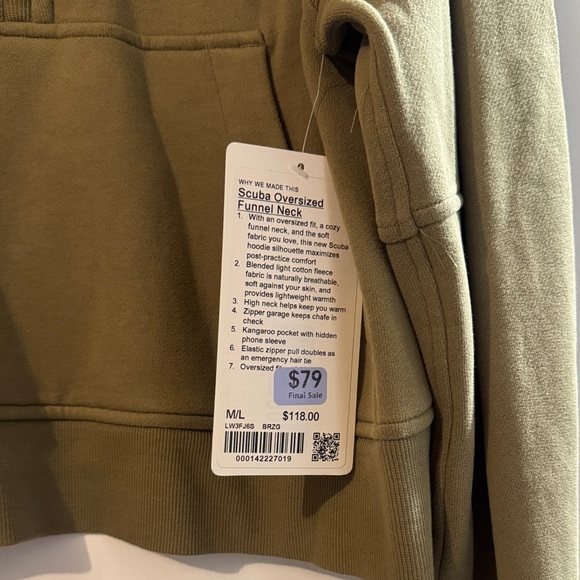 WHY WE MADE THIS
Scuba Oversized
Funnel Neck
1. With an oversized fit, a cozy
funnel neck, and the soft
fabric you love, this new Scuba
hoodie silhouette maximizes
post-practice comfort
2. Blended light cotton fleece
fabric is naturally breathable,
soft against your skin, and
provides lightweight warmth
3. High neck helps keep you warm
4. Zipper garage keeps chafe in
check
5. Kangaroo pocket with hidden
phone sleeve
6. Elastic zipper pull doubles as
an emergency hair tie
7. Oversized
$79
Final Sale
M/L $118.00
LW3FJ6S BRZG
000142227019